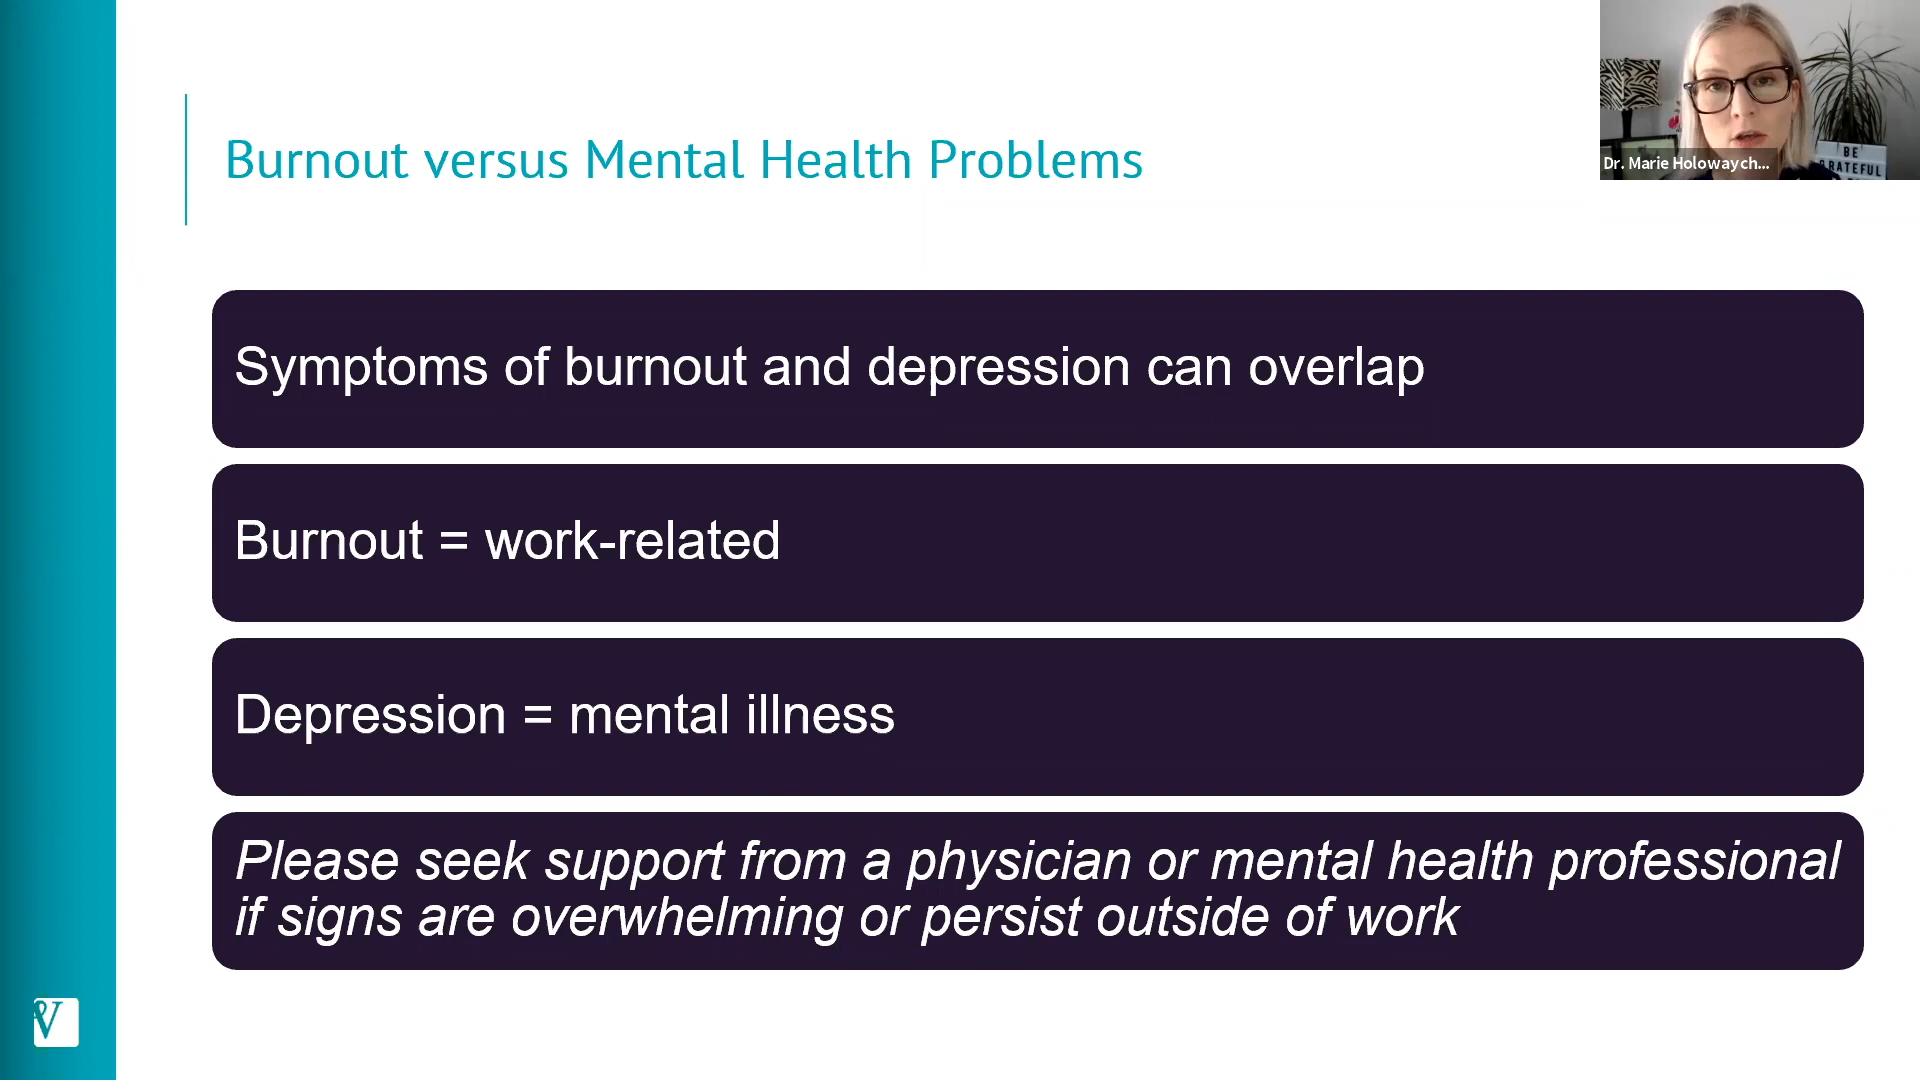 Burnout versus Mental Health Problems
Dr. Marie Holowaych...
BE
GRATEFUL
Symptoms of burnout and depression can overlap
Burnout = work-related
Depression = mental illness
Please seek support from a physician or mental health professional
if signs are overwhelming or persist outside of work
V